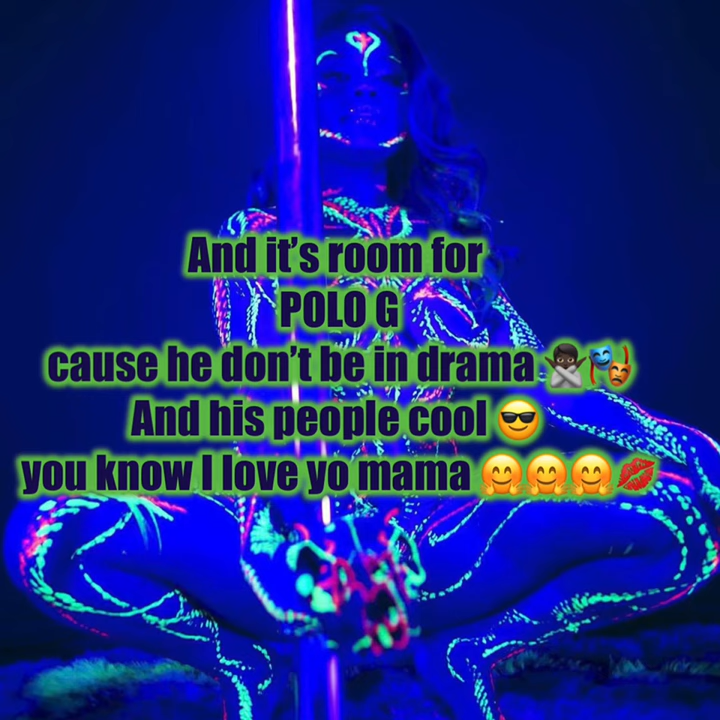 And it's room for
POLO G
cause he don't be in drama 🙅🏿‍♂️🎭
And his people cool 😎
you know I love yo mama 🤗🤗🤗💋